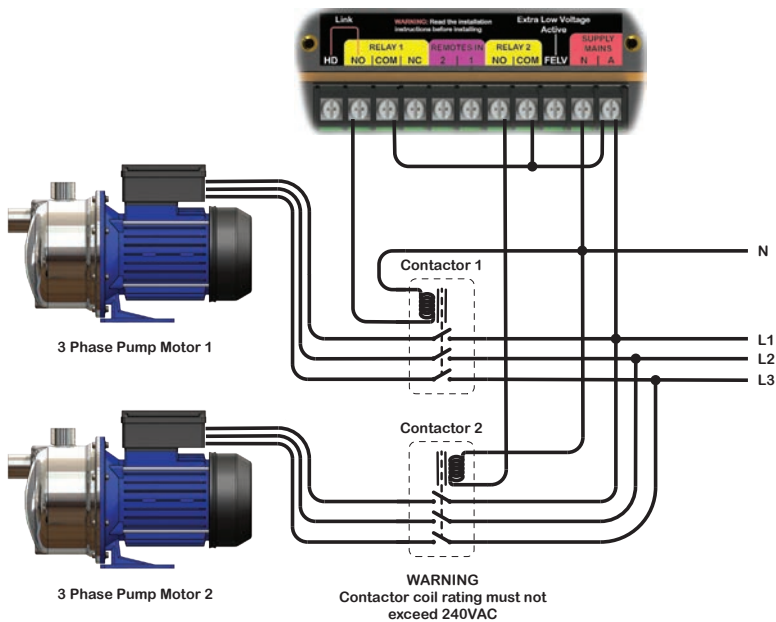 Link
WARNING: Read the installation
instructions before installing
Extra Low Voltage
Active
SUPPLY
MAINS
RELAY 1
REMOTES IN
RELAY 2
HD
NO | COM | NC
2 | 1
NO | COM
FELV
N | A
N
Contactor 1
L1
L2
L3
3 Phase Pump Motor 1
Contactor 2
3 Phase Pump Motor 2
WARNING
Contactor coil rating must not
exceed 240VAC